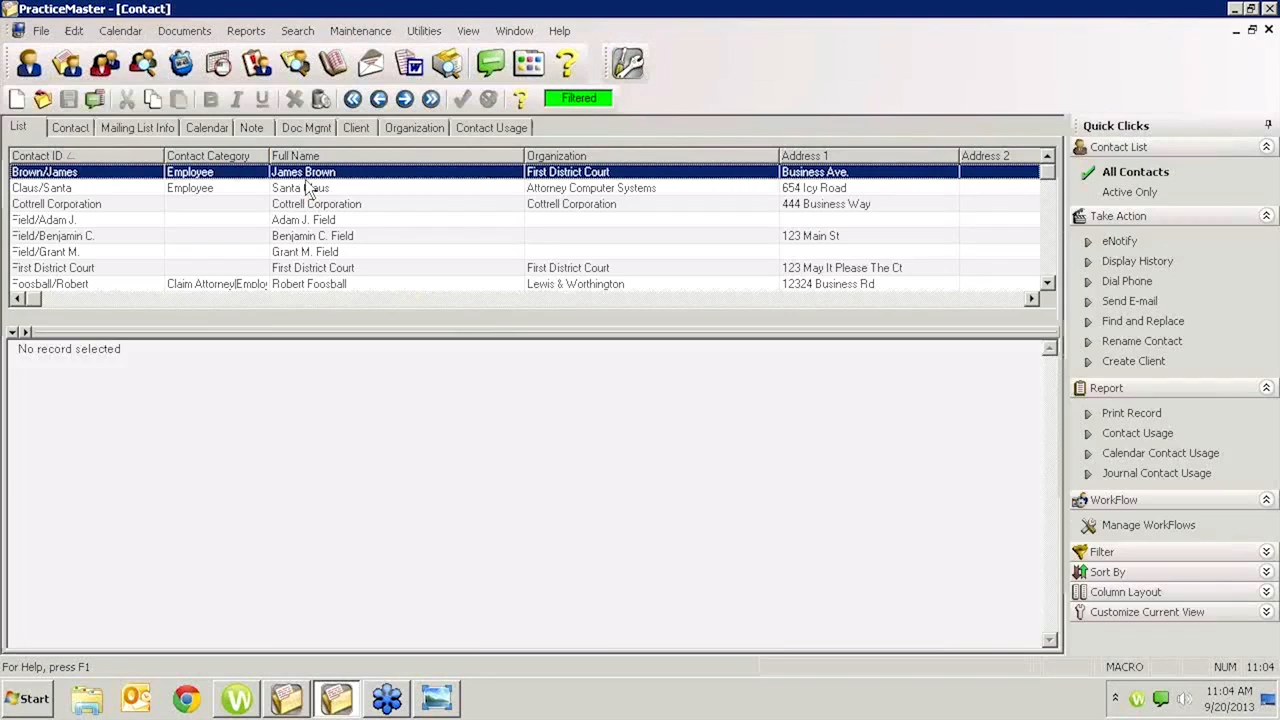 PracticeMaster - [Contact]
File Edit Calendar Documents Reports Search Maintenance Utilities View Window Help
Filtered
List Contact Mailing List Info Calendar Note Doc Mgmt Client Organization Contact Usage
Contact ID Contact Category Full Name Organization Address 1 Address 2
Brown/James Employee James Brown First District Court Business Ave.
Claus/Santa Employee Santa Claus Attorney Computer Systems 654 Icy Road
Cottrell Corporation Cottrell Corporation Cottrell Corporation 444 Business Way
Field/Adam J. Adam J. Field
Field/Benjamin C. Benjamin C. Field 123 Main St
Field/Grant M. Grant M. Field
First District Court First District Court First District Court 123 May It Please The Ct
Foosball/Robert Claim Attorney|Emplo Robert Foosball Lewis & Worthington 12324 Business Rd
No record selected
Quick Clicks
Contact List
All Contacts
Active Only
Take Action
eNotify
Display History
Dial Phone
Send E-mail
Find and Replace
Rename Contact
Create Client
Report
Print Record
Contact Usage
Calendar Contact Usage
Journal Contact Usage
WorkFlow
Manage WorkFlows
Filter
Sort By
Column Layout
Customize Current View
For Help, press F1
MACRO NUM 11:04
Start
11:04 AM
9/20/2013